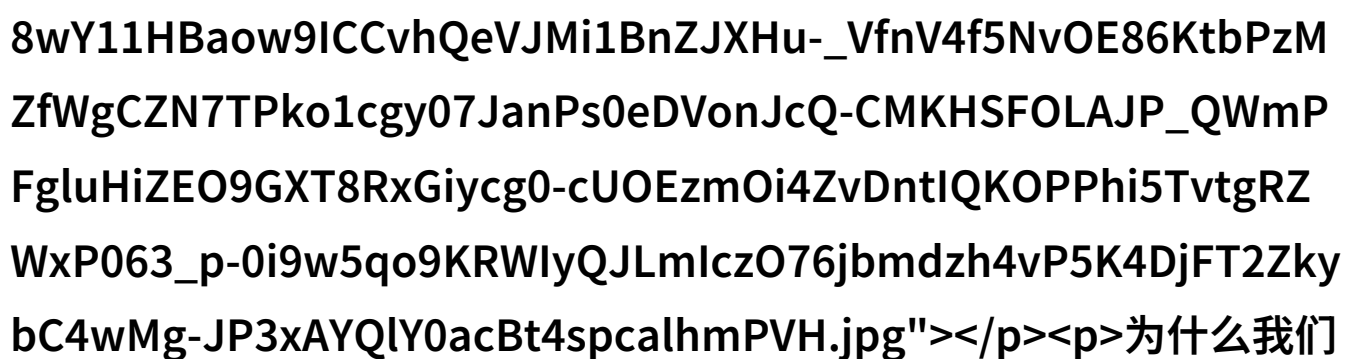 8wY11HBaow9ICCvhQeVJMi1BnZJXHu-_VfnV4f5NvOE86KtbPzM
ZfWgCZN7TPko1cgy07JanPs0eDVonJcQ-CMKHSFOLAJP_QWmP
FgluHiZEO9GXT8RxGiycg0-cUOEzmOi4ZvDntIQKOPPhi5TvtgRZ
WxP063_p-0i9w5qo9KRWIyQJLmIczO76jbmdzh4vP5K4DjFT2Zky
bC4wMg-JP3xAYQlY0acBt4spcalhmPVH.jpg"></p><p>为什么我们